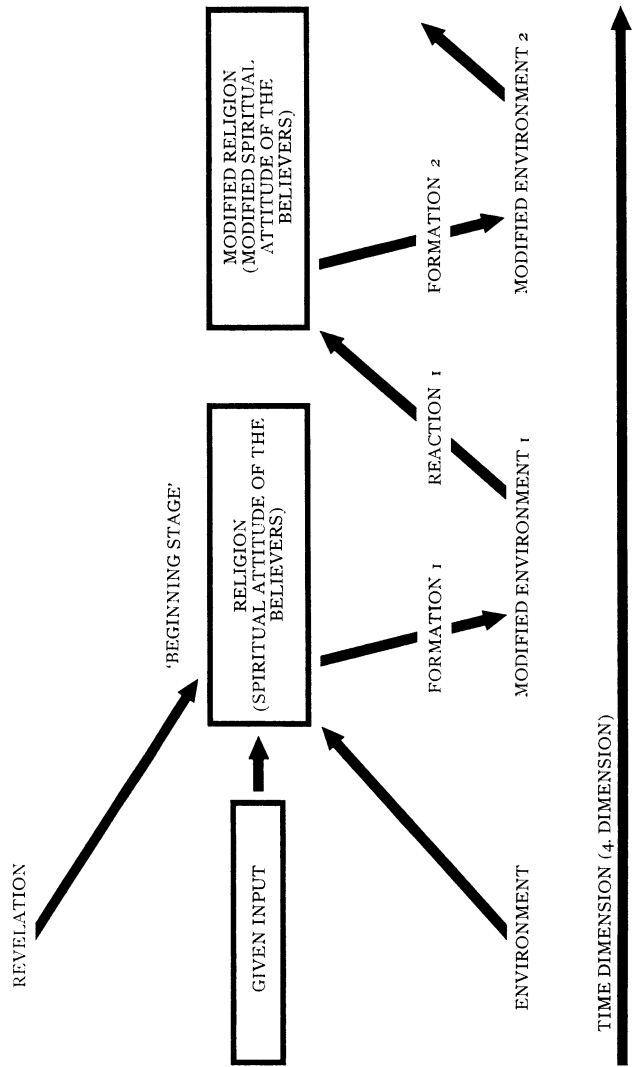 REVELATION
GIVEN INPUT
ENVIRONMENT
'BEGINNING STAGE'
RELIGION
(SPIRITUAL ATTITUDE OF THE
BELIEVERS)
FORMATION 1
MODIFIED ENVIRONMENT 1
REACTION 1
MODIFIED RELIGION
(MODIFIED SPIRITUAL
ATTITUDE OF THE
BELIEVERS)
FORMATION 2
MODIFIED ENVIRONMENT 2
TIME DIMENSION (4. DIMENSION)